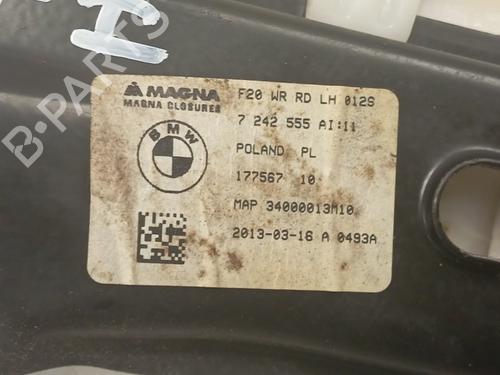 MAGNA
MAGNA CLOSURES
BMW
F20 WR RD LH 012S
7 242 555 AI:11
POLAND PL
177567 10
MAP 34000013M10
2013-03-16 A 0493A
B-PARTS